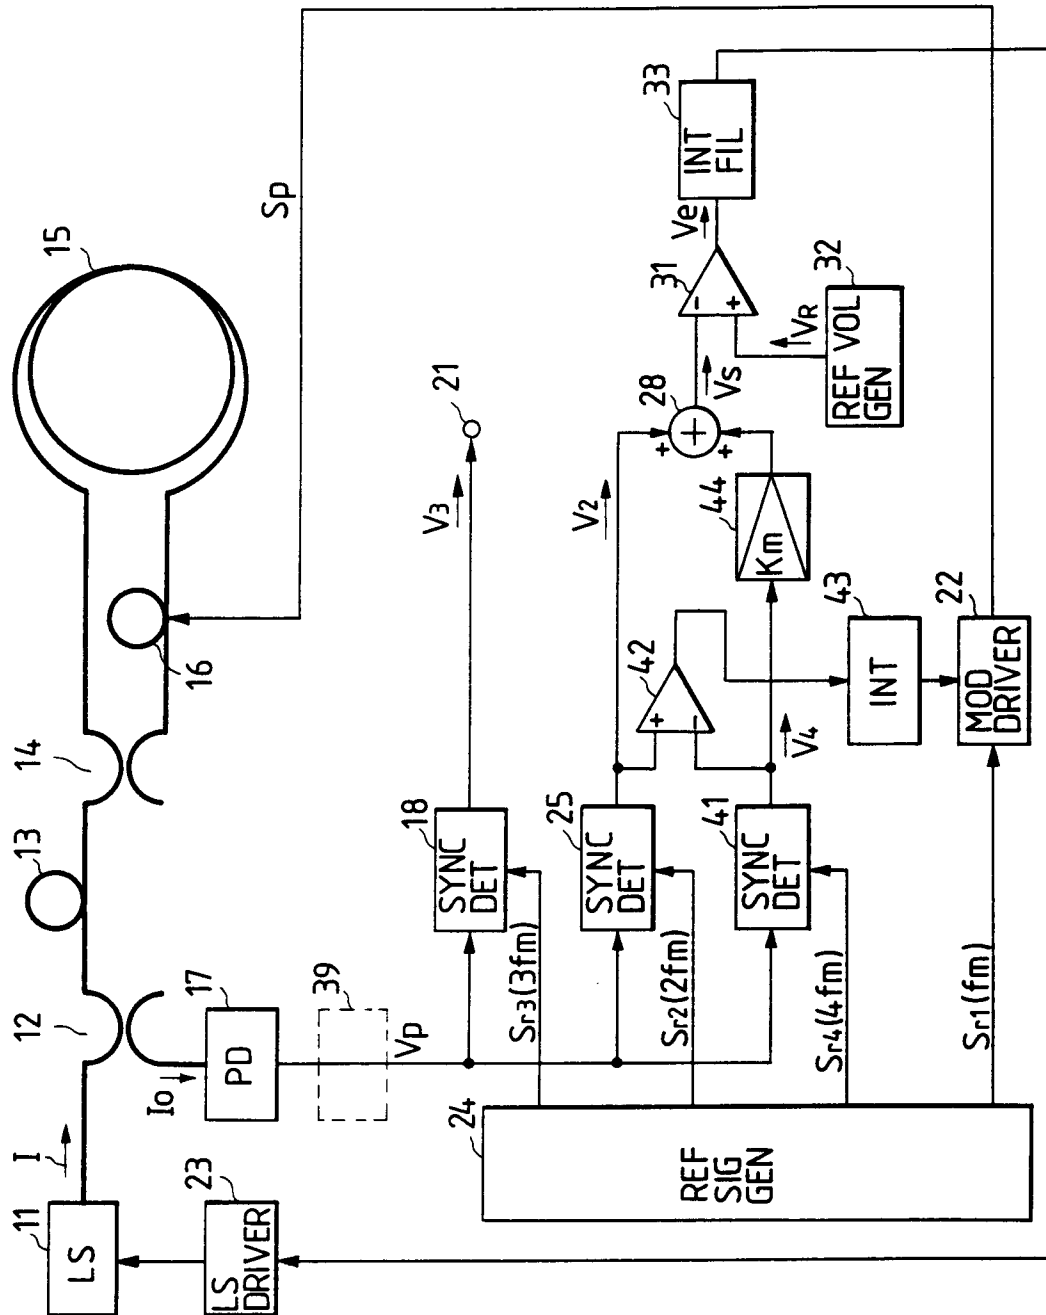 11
LS
I
12
13
14
16
15
Sp
23
LS
DRIVER
Io
17
PD
39
Vp
18
SYNC
DET
V3
21
Sr3(3fm)
24
REF
SIG
GEN
25
SYNC
DET
V2
Sr2(2fm)
41
SYNC
DET
V4
Sr4(4fm)
42
+
−
44
Km
28
+
+
+
Vs
31
−
+
Ve
33
INT
FIL
VR
32
REF VOL
GEN
43
INT
22
MOD
DRIVER
Sr1(fm)